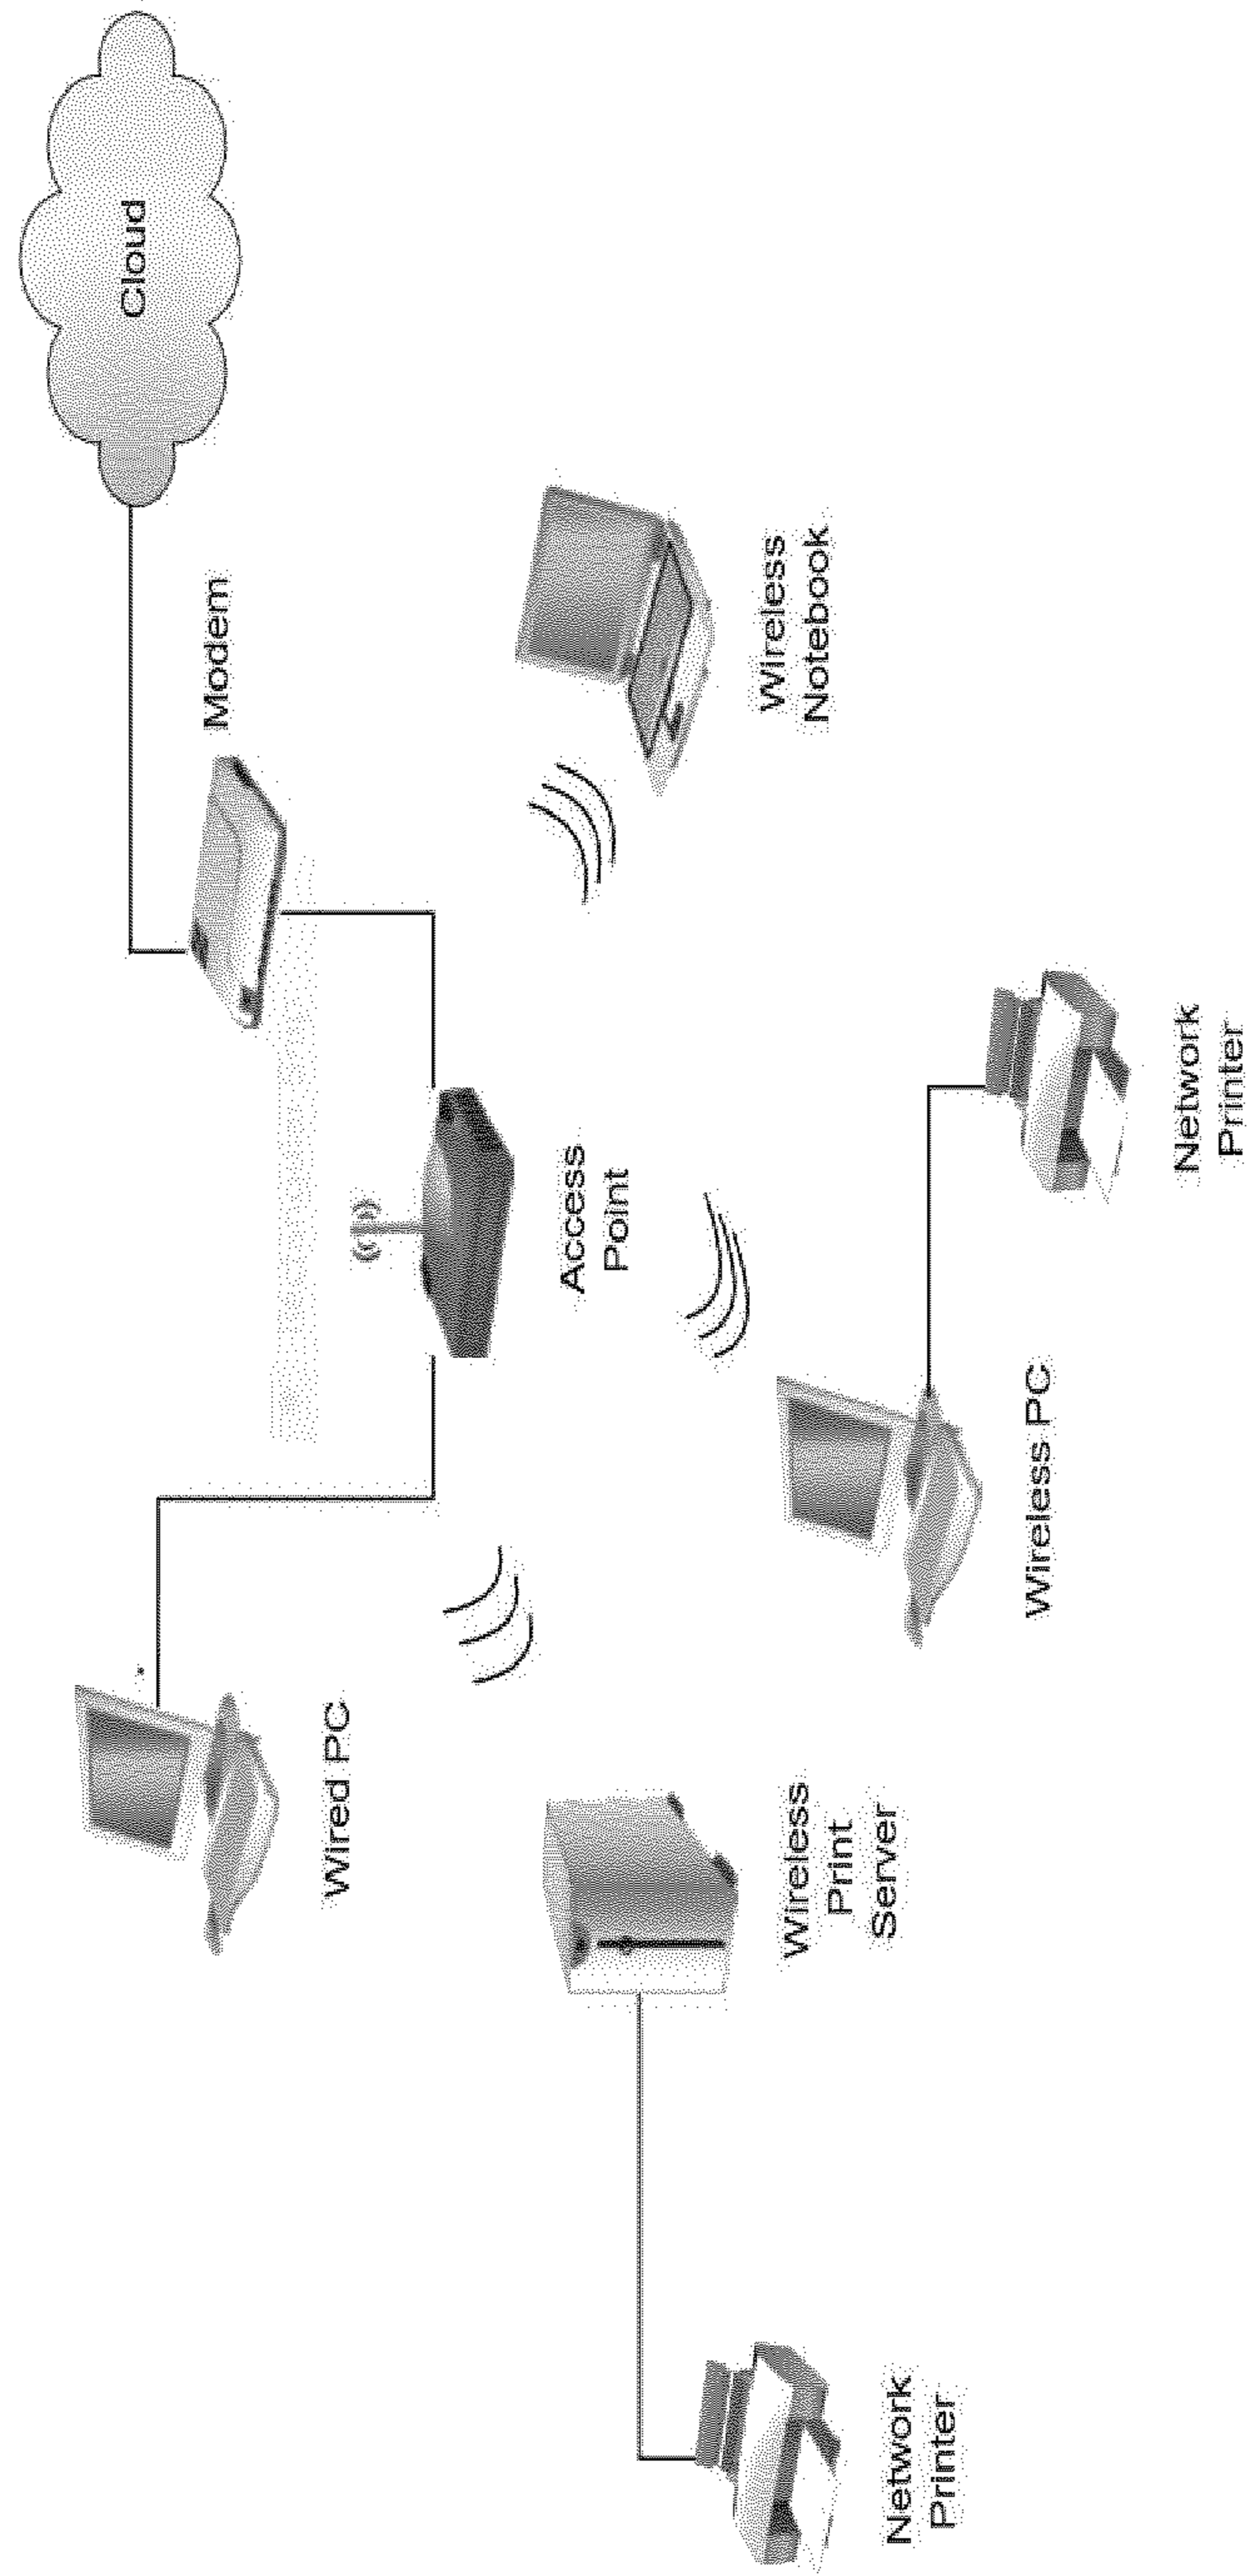 Cloud
Modem
Wireless
Notebook
Access
Point
Network
Printer
Wired PC
Wireless PC
Wireless
Print
Server
Network
Printer